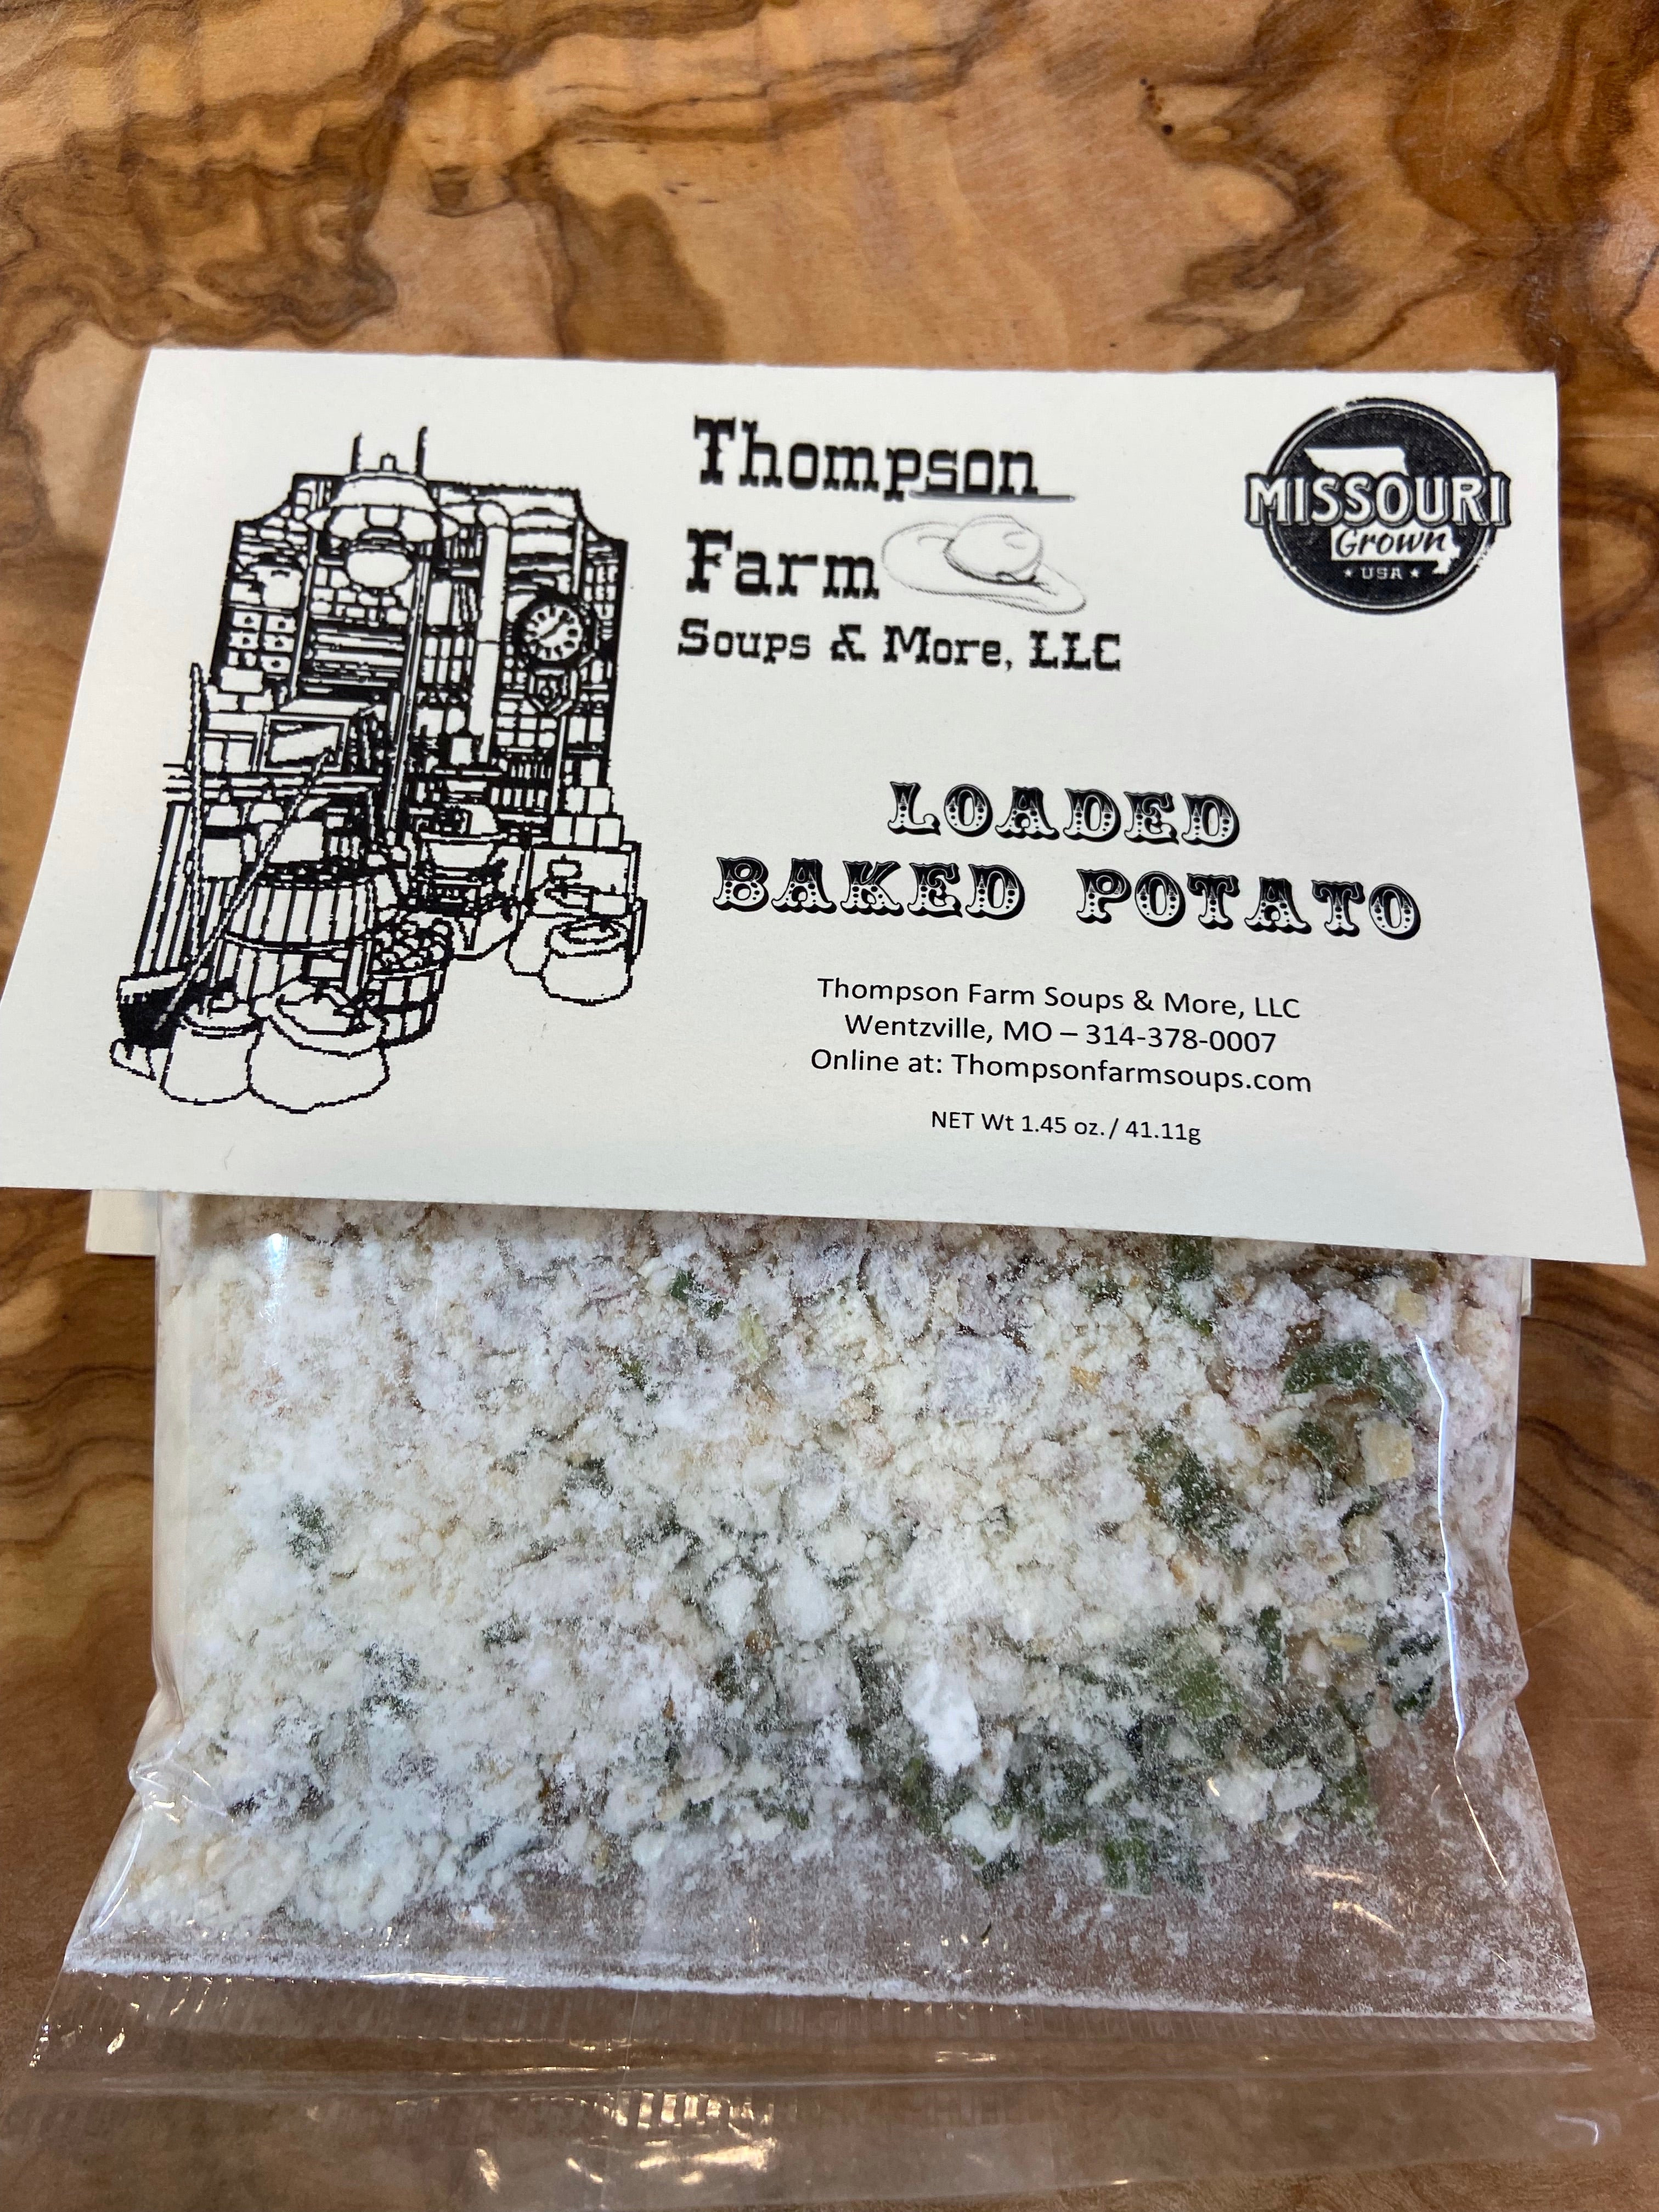 Thompson
Farm
Soups & More, LLC
MISSOURI
Grown
★ USA ★
LOADED
BAKED POTATO
Thompson Farm Soups & More, LLC
Wentzville, MO – 314-378-0007
Online at: Thompsonfarmsoups.com
NET Wt 1.45 oz./ 41.11g